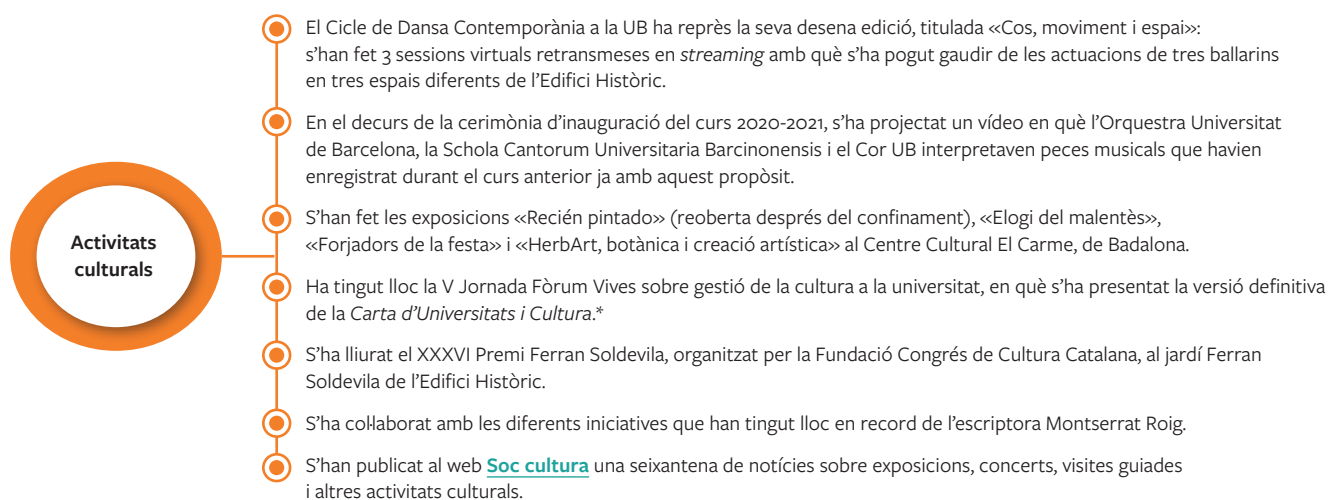 El Cicle de Dansa Contemporània a la UB ha reprès la seva desena edició, titulada «Cos, moviment i espai»:
s’han fet 3 sessions virtuals retransmeses en streaming amb què s’ha pogut gaudir de les actuacions de tres ballarins
en tres espais diferents de l’Edifici Històric.
En el decurs de la cerimònia d’inauguració del curs 2020-2021, s’ha projectat un vídeo en què l’Orquestra Universitat
de Barcelona, la Schola Cantorum Universitaria Barcinonensis i el Cor UB interpretaven peces musicals que havien
enregistrat durant el curs anterior ja amb aquest propòsit.
S’han fet les exposicions «Recién pintado» (reoberta després del confinament), «Elogi del malentès»,
«Forjadors de la festa» i «HerbArt, botànica i creació artística» al Centre Cultural El Carme, de Badalona.
Activitats
culturals
Ha tingut lloc la V Jornada Fòrum Vives sobre gestió de la cultura a la universitat, en què s’ha presentat la versió definitiva
de la Carta d’Universitats i Cultura.*
S’ha lliurat el XXXVI Premi Ferran Soldevila, organitzat per la Fundació Congrés de Cultura Catalana, al jardí Ferran
Soldevila de l’Edifici Històric.
S’ha col·laborat amb les diferents iniciatives que han tingut lloc en record de l’escriptora Montserrat Roig.
S’han publicat al web Soc cultura una seixantena de notícies sobre exposicions, concerts, visites guiades
i altres activitats culturals.